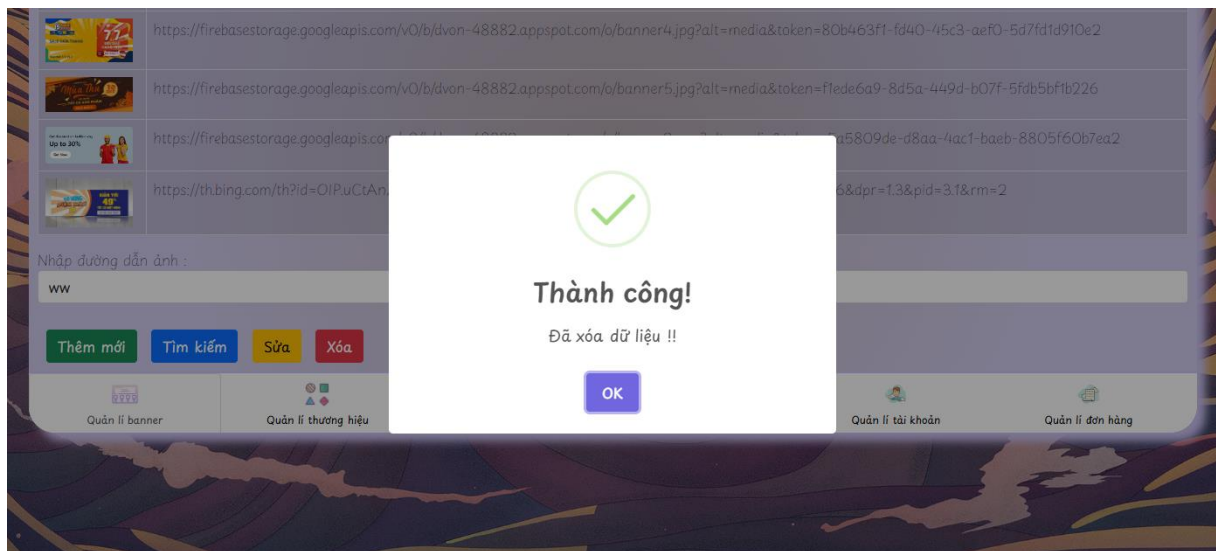 https://firebasestorage.googleapis.com/v0/b/dvon-48882.appspot.com/o/banner4.jpg?alt=media&token=80b463f1-fd40-45c3-aef0-5d7fd1d910e2
https://firebasestorage.googleapis.com/v0/b/dvon-48882.appspot.com/o/banner5.jpg?alt=media&token=f1ede6a9-8d5a-449d-b07f-5fdb5bf1b226
Up to 30%
https://firebasestorage.googleapis.com
a5809de-d8aa-4ac1-baeb-8805f60b7ea2
https://th.bing.com/th?id=OIP.uCtAn
6&dpr=1.3&pid=3.1&rm=2
Nhập đường dẫn ảnh :
ww
Thêm mới
Tìm kiếm
Sửa
Xóa
Thành công!
Đã xóa dữ liệu !!
OK
Quản lí banner
Quản lí thương hiệu
Quản lí tài khoản
Quản lí đơn hàng